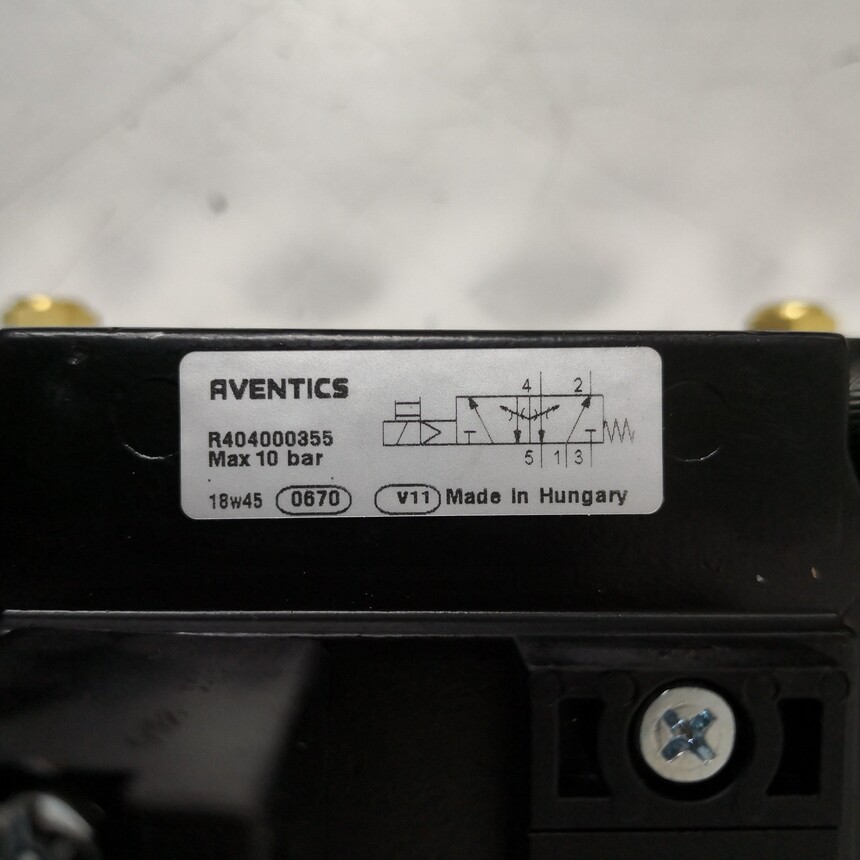 AVENTICS
R404000355
Max 10 bar
18w45 0670 V11 Made in Hungary
4 2
5 1 3